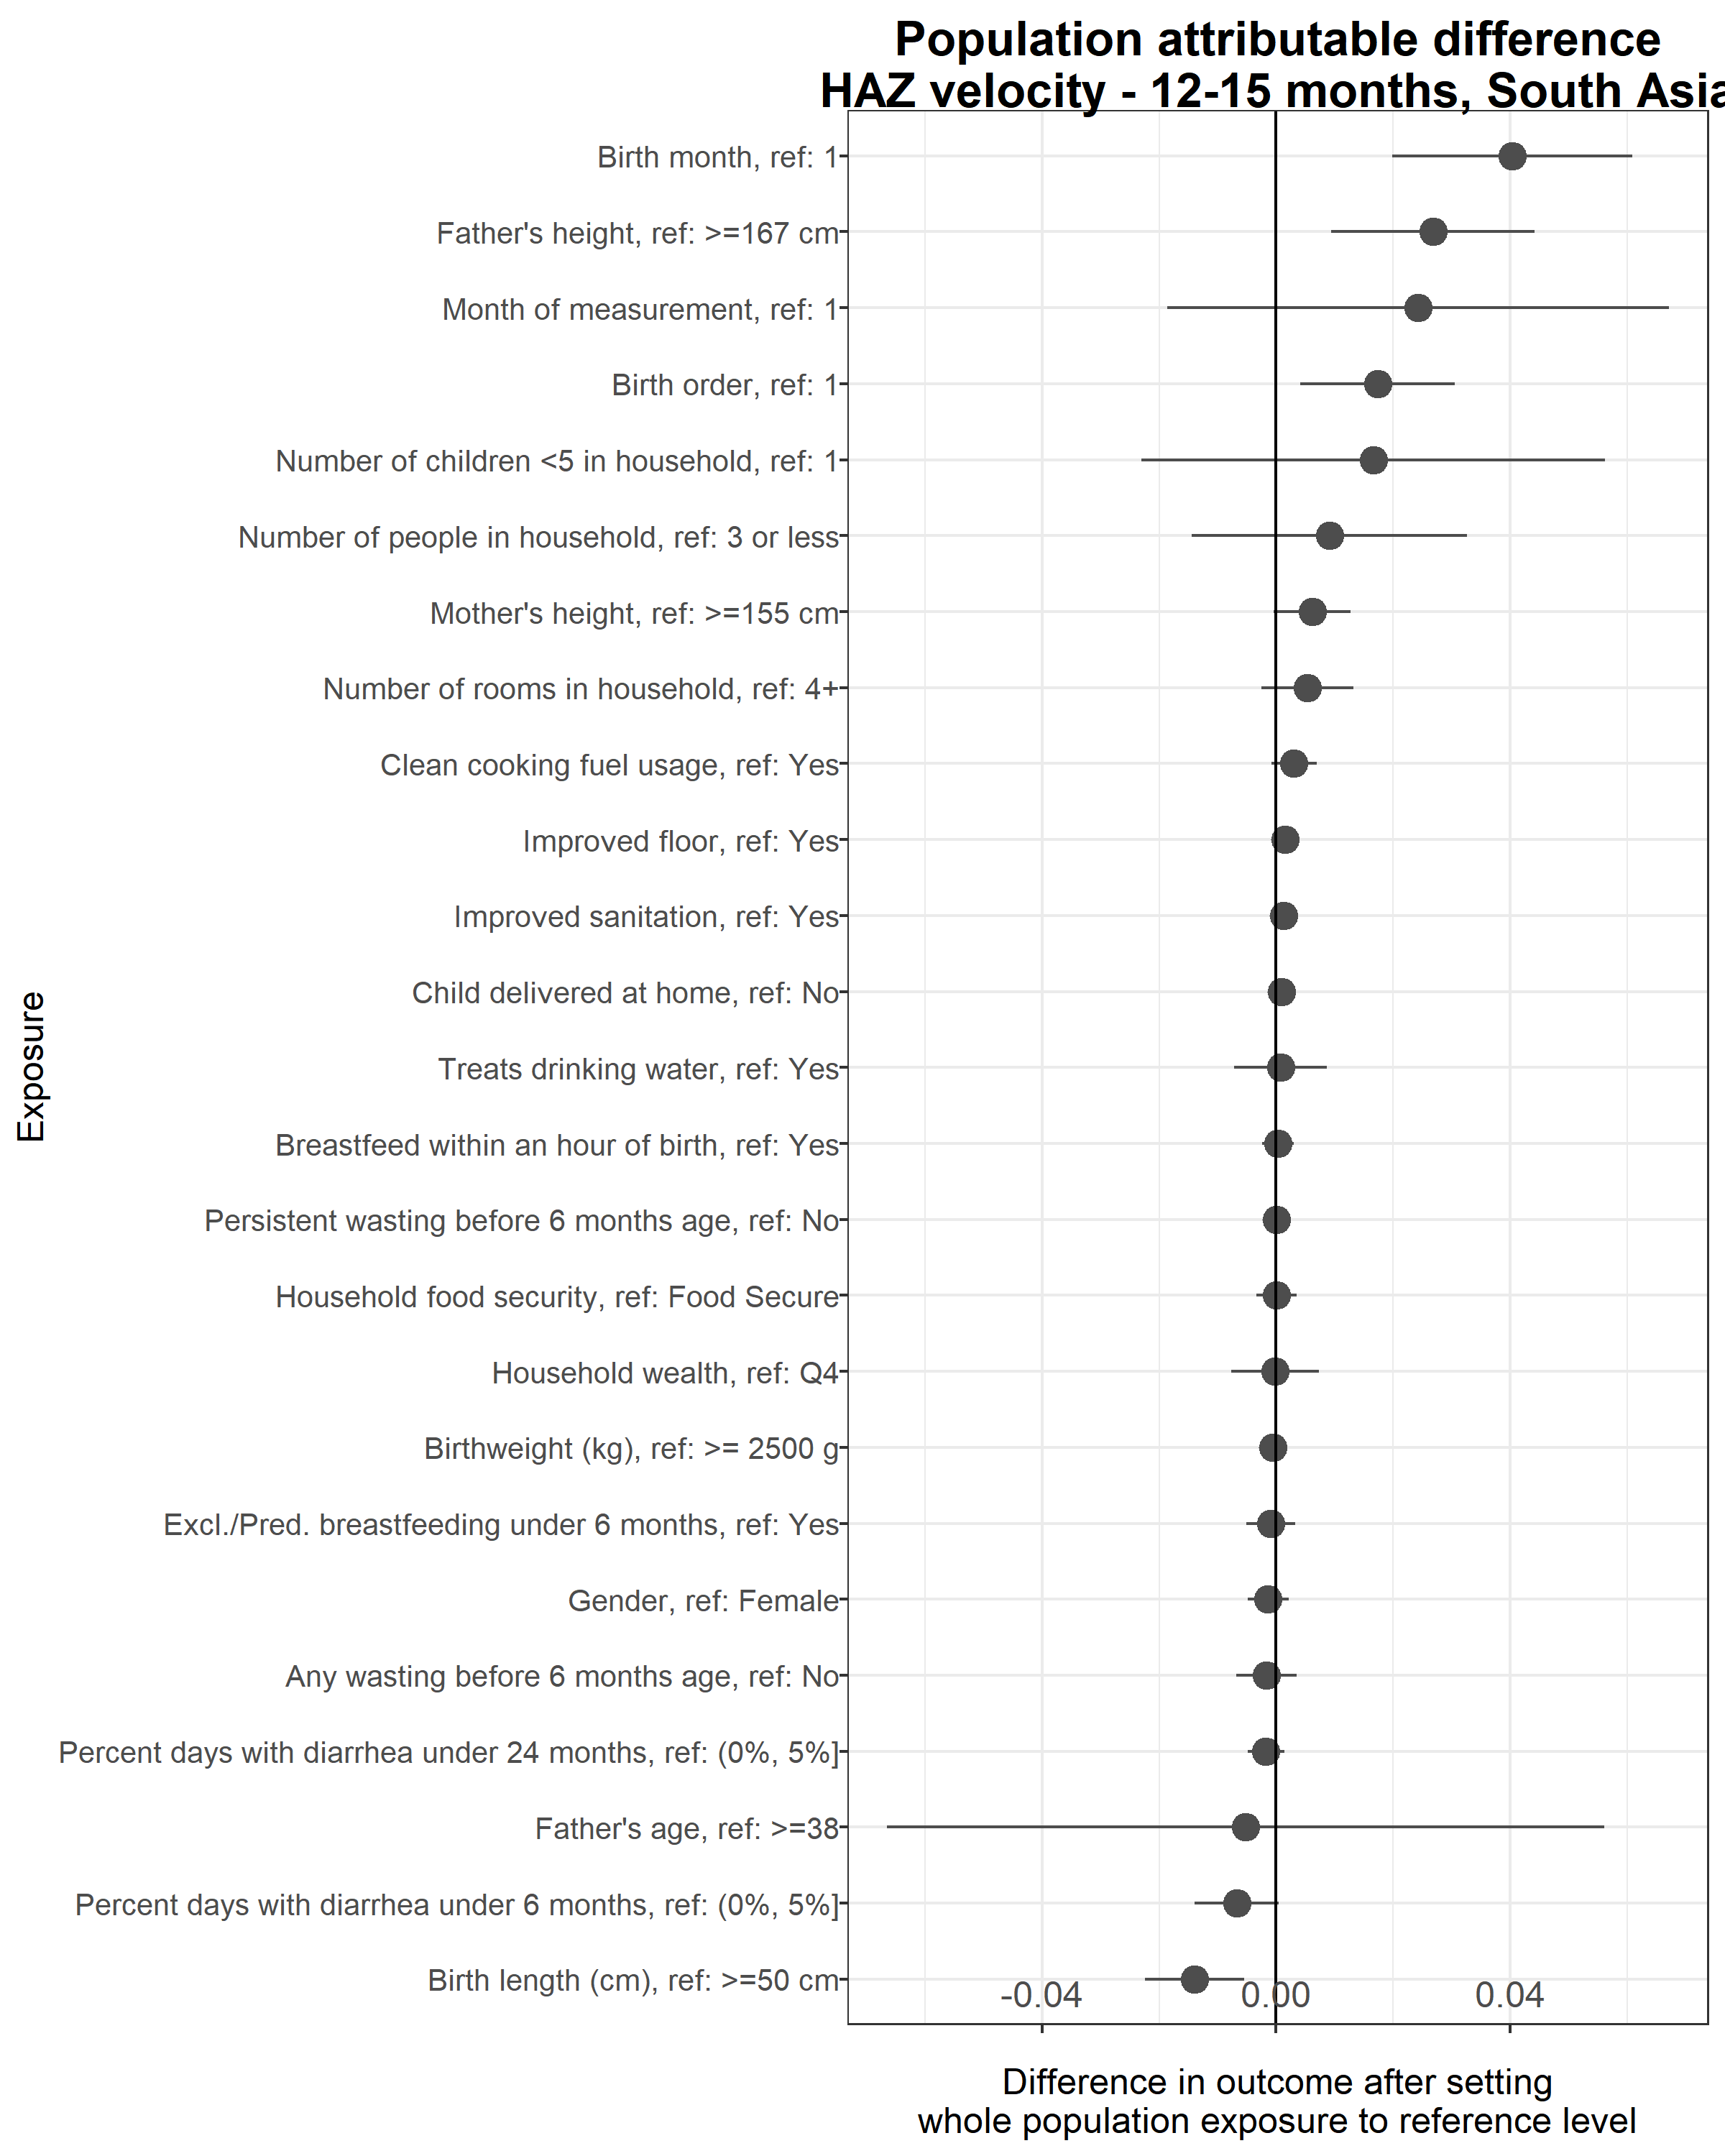 Population attributable difference
HAZ velocity - 12-15 months, South Asia
Birth month, ref: 1
Father's height, ref: >=167 cm
Month of measurement, ref: 1
Birth order, ref: 1
Number of children <5 in household, ref: 1
Number of people in household, ref: 3 or less
Mother's height, ref: >=155 cm
Number of rooms in household, ref: 4+
Clean cooking fuel usage, ref: Yes
Improved floor, ref: Yes
Improved sanitation, ref: Yes
Child delivered at home, ref: No
Treats drinking water, ref: Yes
Breastfeed within an hour of birth, ref: Yes
Persistent wasting before 6 months age, ref: No
Household food security, ref: Food Secure
Household wealth, ref: Q4
Birthweight (kg), ref: >= 2500 g
Excl./Pred. breastfeeding under 6 months, ref: Yes
Gender, ref: Female
Any wasting before 6 months age, ref: No
Percent days with diarrhea under 24 months, ref: (0%, 5%]
Father's age, ref: >=38
Percent days with diarrhea under 6 months, ref: (0%, 5%]
Birth length (cm), ref: >=50 cm
Exposure
-0.04 0.00 0.04
Difference in outcome after setting
whole population exposure to reference level